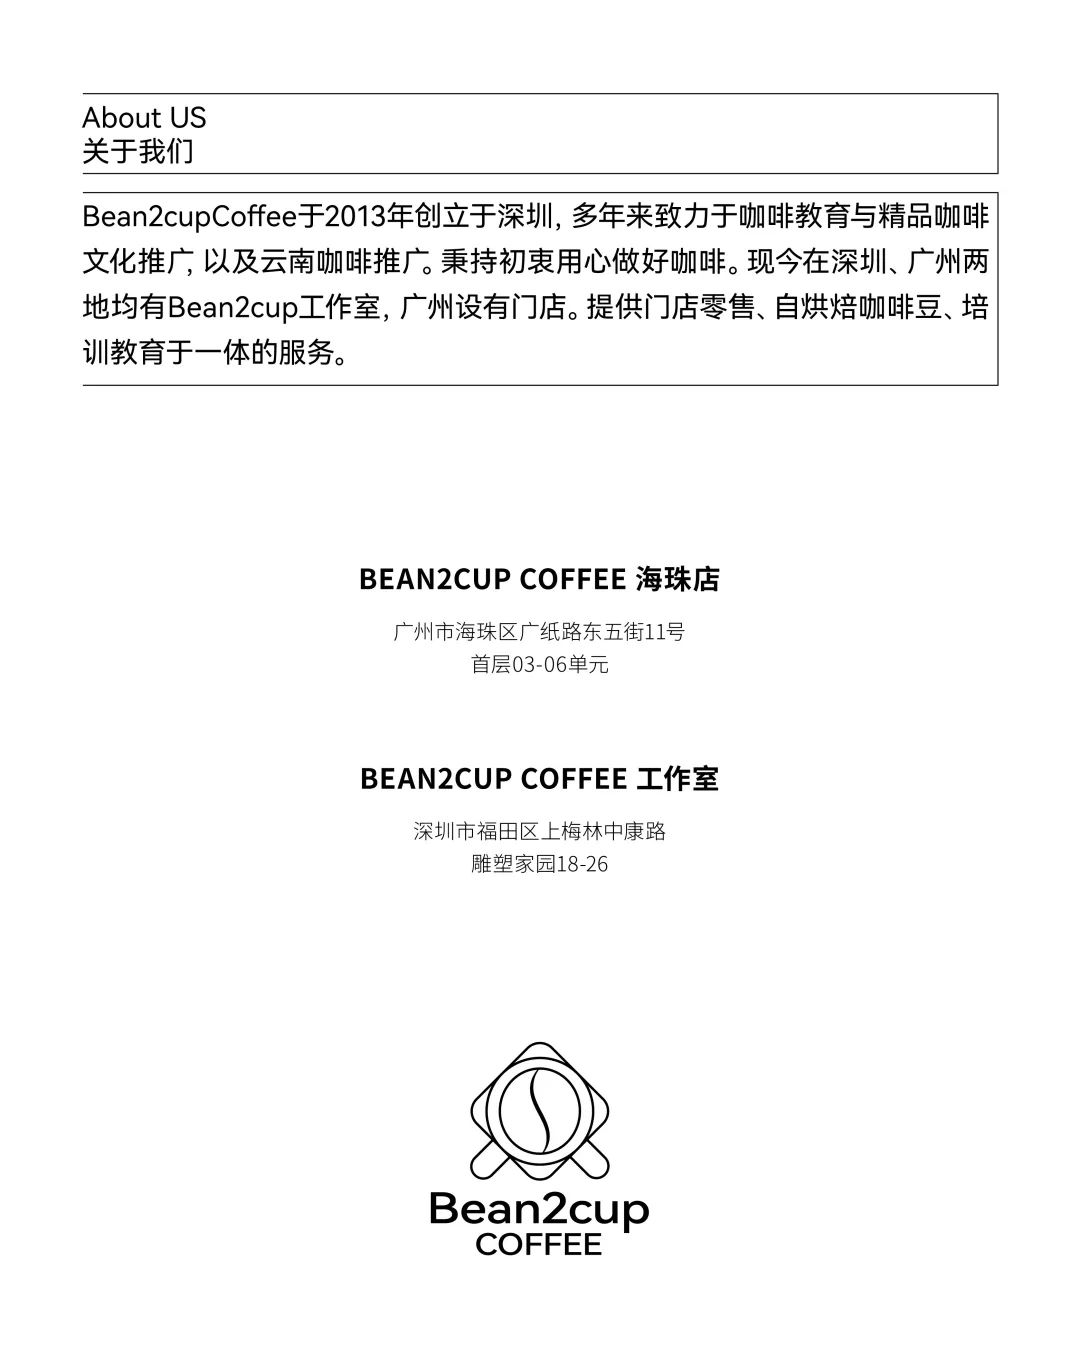 About US
关于我们
Bean2cupCoffee于2013年创立于深圳，多年来致力于咖啡教育与精品咖啡
文化推广，以及云南咖啡推广。秉持初衷用心做好咖啡。现今在深圳、广州两
地均有Bean2cup工作室，广州设有门店。提供门店零售、自烘焙咖啡豆、培
训教育于一体的服务。
BEAN2CUP COFFEE 海珠店
广州市海珠区广纸路东五街11号
首层03-06单元
BEAN2CUP COFFEE 工作室
深圳市福田区上梅林中康路
雕塑家园18-26
Bean2cup
COFFEE